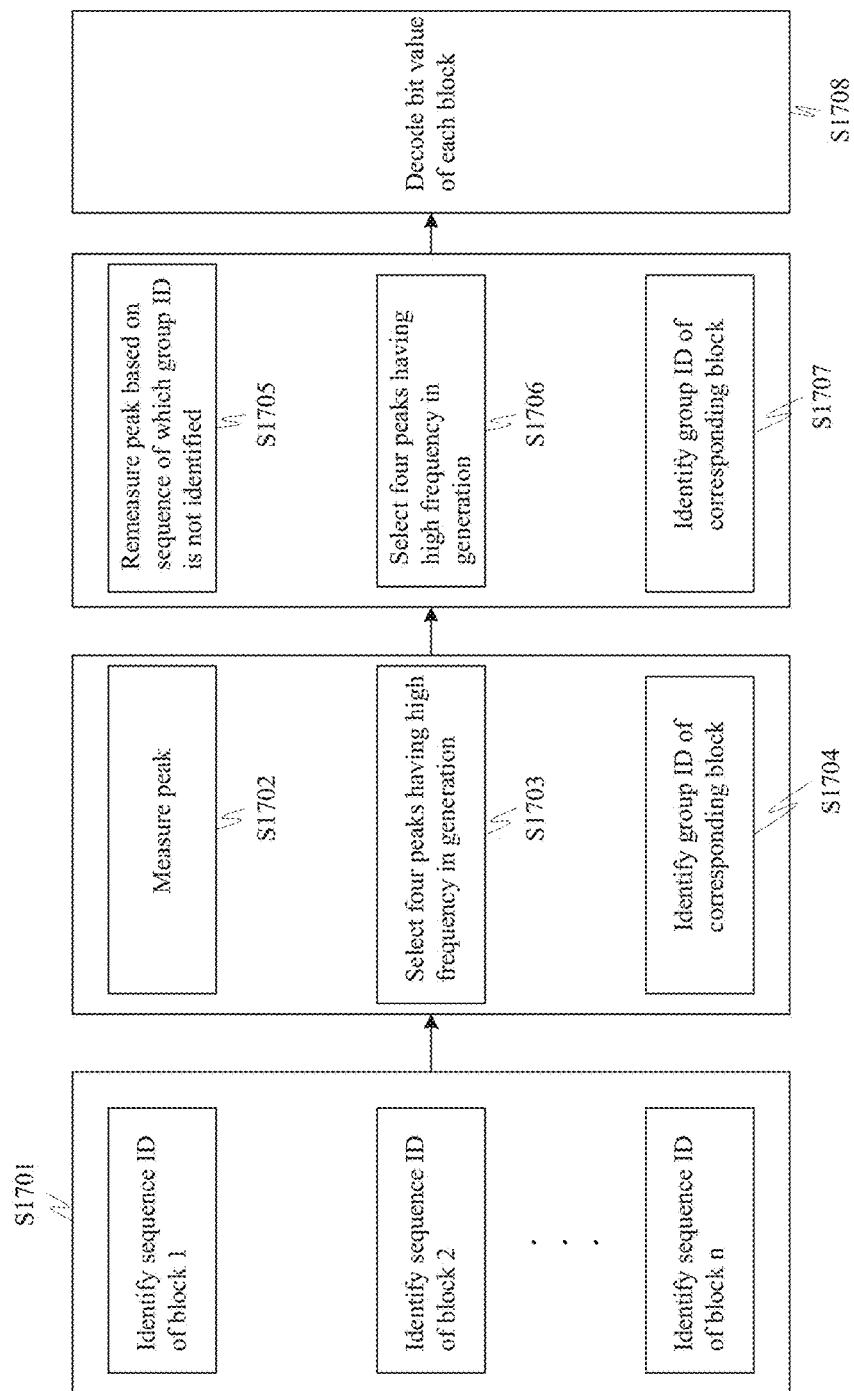 S1701
Identify sequence ID
of block 1
Identify sequence ID
of block 2
. . .
Identify sequence ID
of block n
Measure peak
S1702
Select four peaks having high
frequency in generation
S1703
Identify group ID of
corresponding block
S1704
Remeasure peak based on
sequence of which group ID
is not identified
S1705
Select four peaks having
high frequency in
generation
S1706
Identify group ID of
corresponding block
S1707
Decode bit value
of each block
S1708